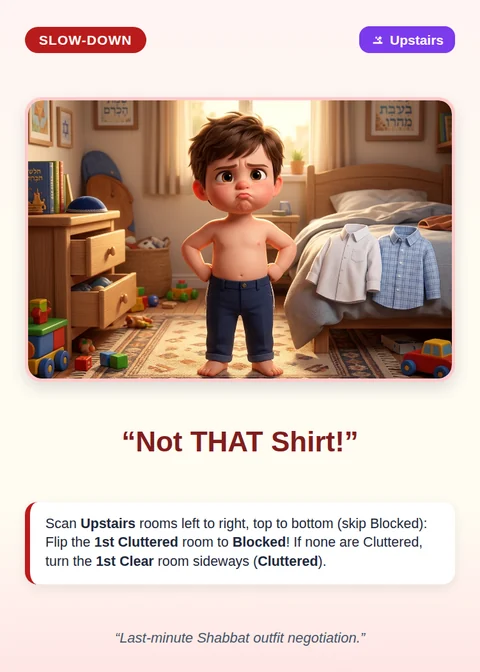 SLOW-DOWN
Upstairs
“Not THAT Shirt!”
Scan Upstairs rooms left to right, top to bottom (skip Blocked):
Flip the 1st Cluttered room to Blocked! If none are Cluttered,
turn the 1st Clear room sideways (Cluttered).
“Last-minute Shabbat outfit negotiation.”